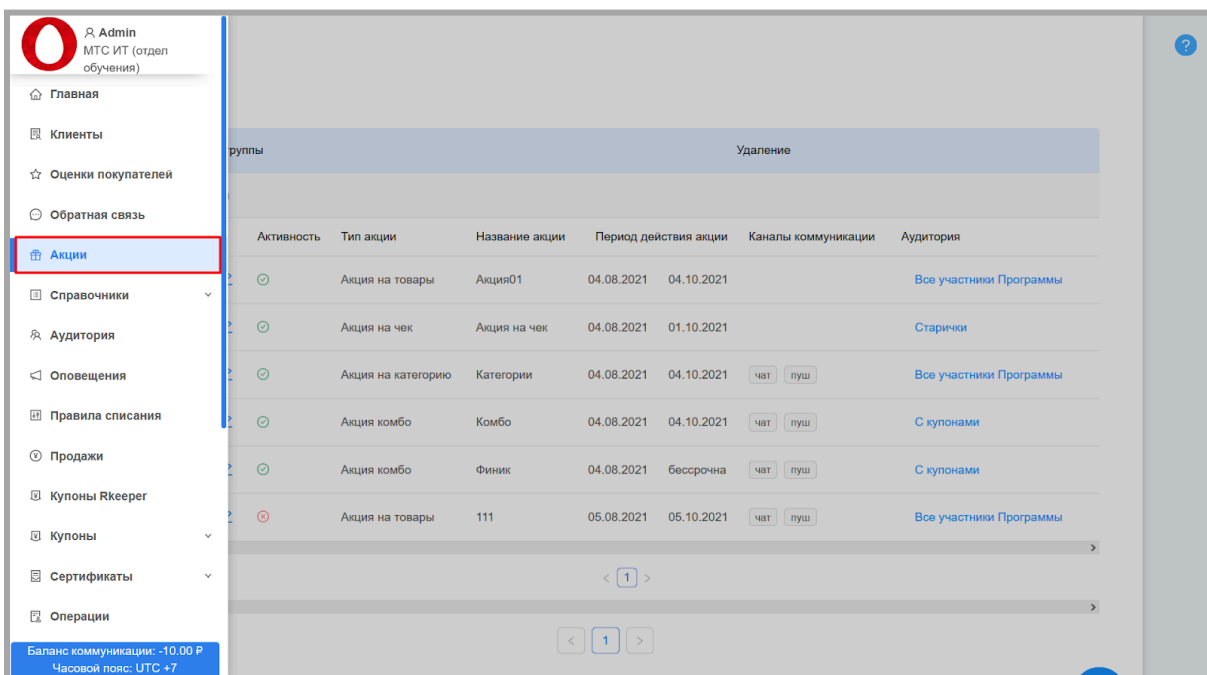 Admin
МТС ИТ (отдел
обучения)
Главная
Клиенты
Оценки покупателей
Обратная связь
Акции
Справочники
Аудитория
Оповещения
Правила списания
Продажи
Купоны Rkeeper
Купоны
Сертификаты
Операции
Баланс коммуникации: -10.00 ₽
Часовой пояс: UTC +7
?
руппы Удаление
Активность Тип акции Название акции Период действия акции Каналы коммуникации Аудитория
Акция на товары Акция01 04.08.2021 04.10.2021 Все участники Программы
Акция на чек Акция на чек 04.08.2021 01.10.2021 Старички
Акция на категорию Категории 04.08.2021 04.10.2021 чат пуш Все участники Программы
Акция комбо Комбо 04.08.2021 04.10.2021 чат пуш С купонами
Акция комбо Финик 04.08.2021 бессрочна чат пуш С купонами
Акция на товары 111 05.08.2021 05.10.2021 чат пуш Все участники Программы
< 1 >
< 1 >